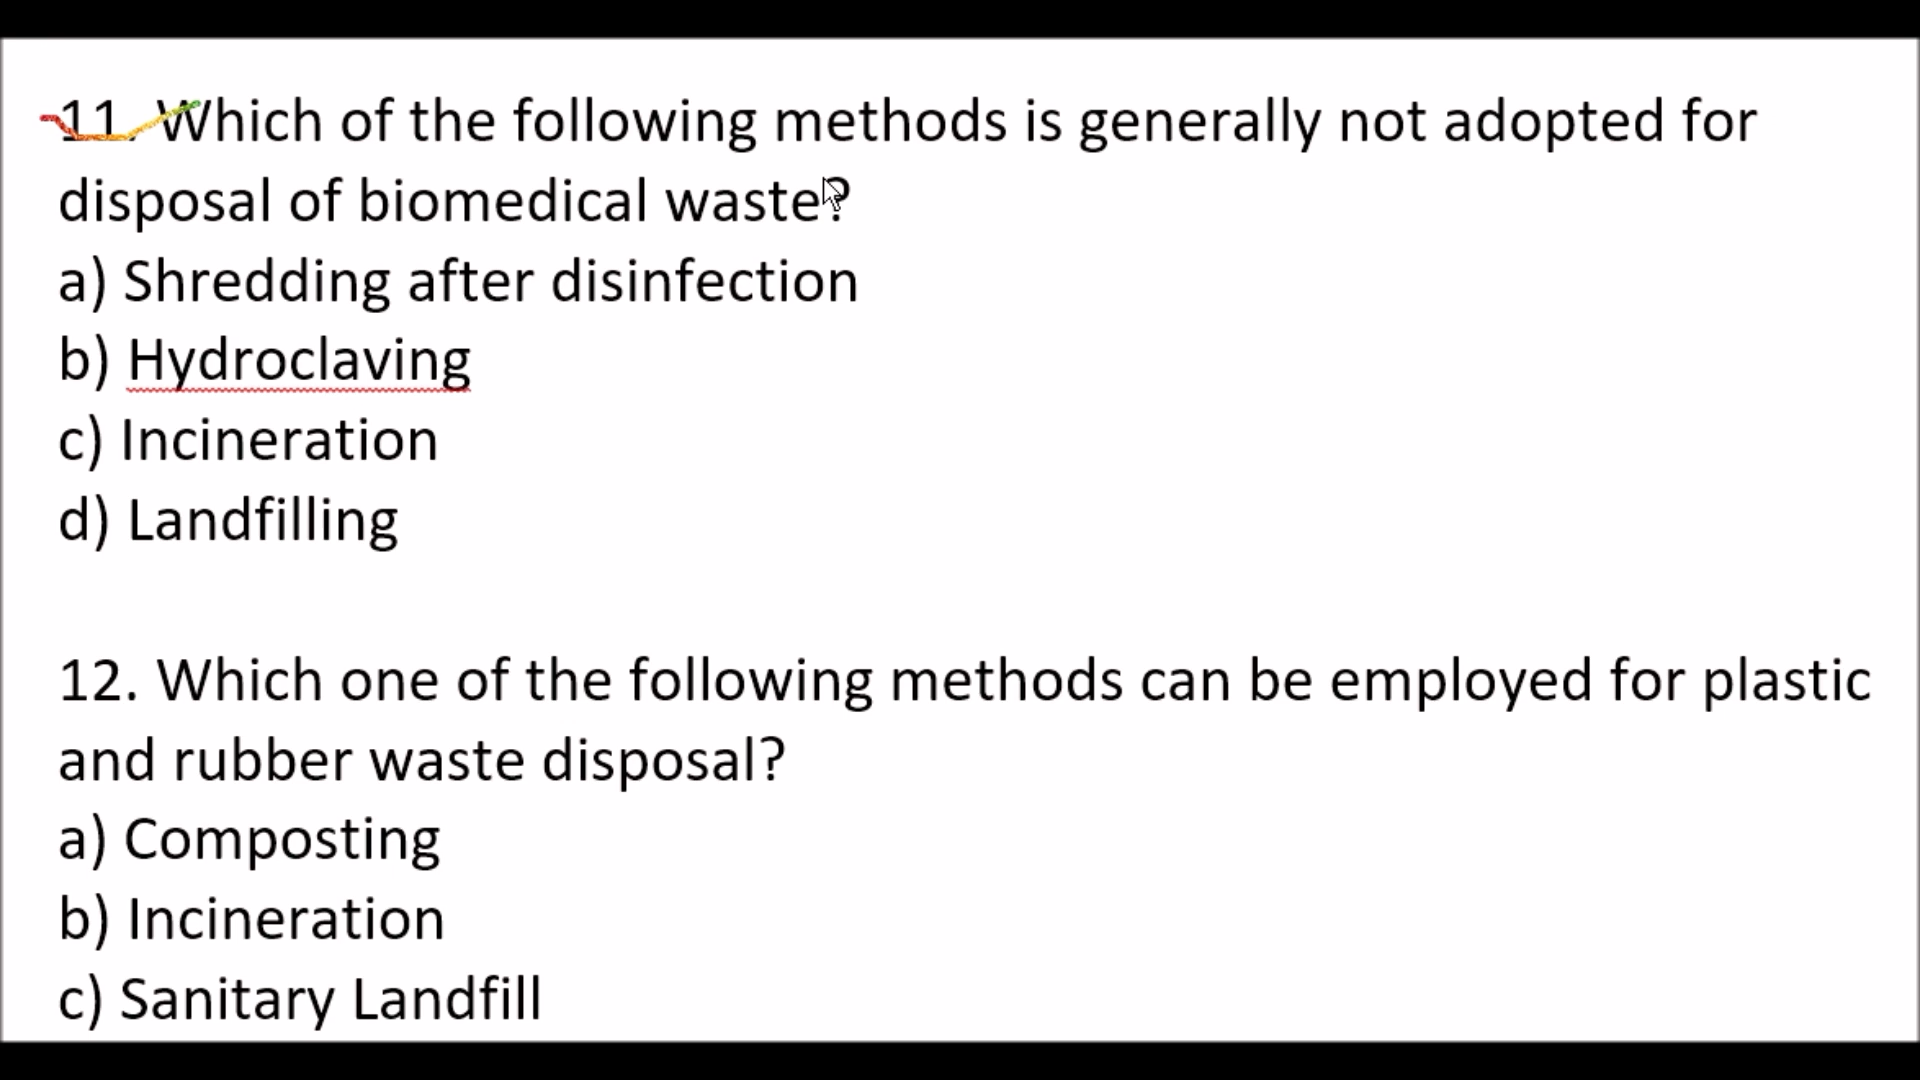 11. Which of the following methods is generally not adopted for
disposal of biomedical waste?
a) Shredding after disinfection
b) Hydroclaving
c) Incineration
d) Landfilling
12. Which one of the following methods can be employed for plastic
and rubber waste disposal?
a) Composting
b) Incineration
c) Sanitary Landfill